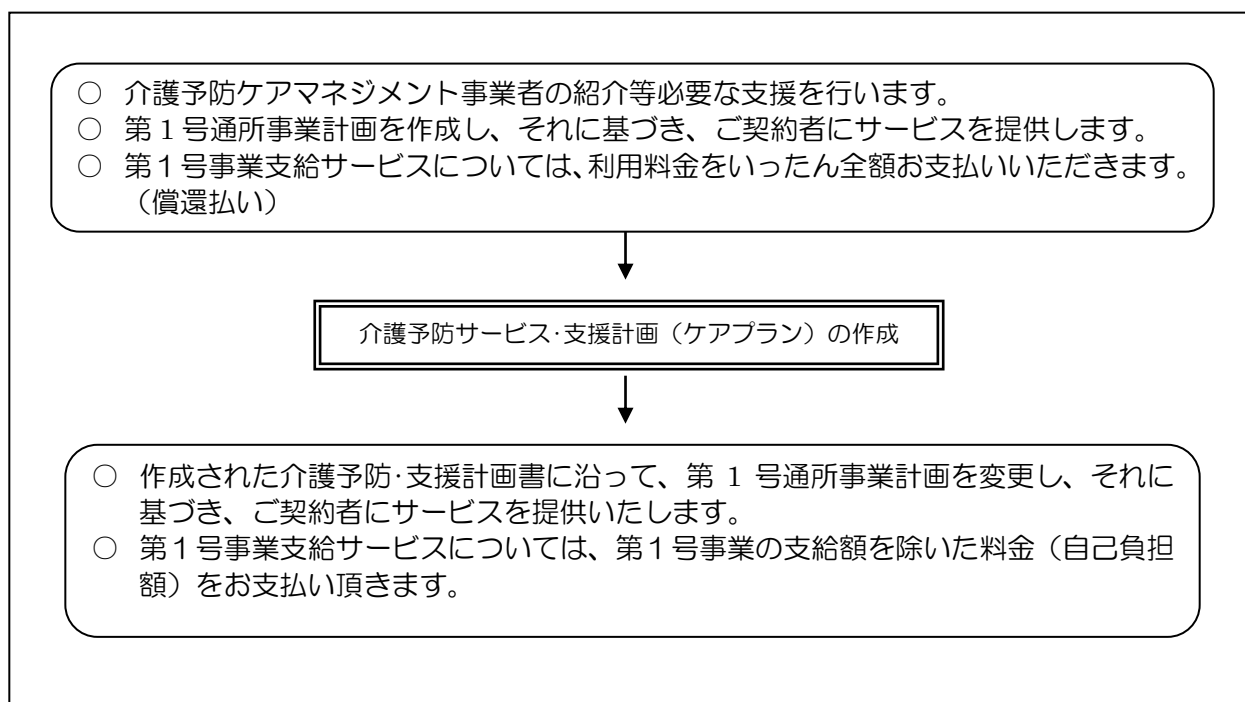 ○ 介護予防ケアマネジメント事業者の紹介等必要な支援を行います。
○ 第１号通所事業計画を作成し、それに基づき、ご契約者にサービスを提供します。
○ 第１号事業支給サービスについては、利用料金をいったん全額お支払いいただきます。
（償還払い）
介護予防サービス･支援計画（ケアプラン）の作成
○ 作成された介護予防･支援計画書に沿って、第 1 号通所事業計画を変更し、それに
基づき、ご契約者にサービスを提供いたします。
○ 第１号事業支給サービスについては、第１号事業の支給額を除いた料金（自己負担
額）をお支払い頂きます。